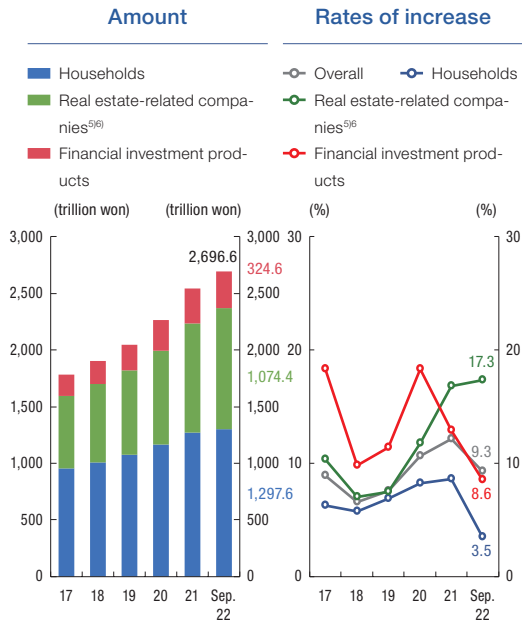 Amount
Households
Real estate-related compa-
nies5)6)
Financial investment prod-
ucts
(trillion won) (trillion won)
3,000 3,000
2,696.6
324.6
2,500 2,500
2,000 2,000
1,074.4
1,500 1,500
1,000 1,000
1,297.6
500 500
0 0
17 18 19 20 21 Sep.
22
Rates of increase
Overall Households
Real estate-related compa-
nies5)6
Financial investment prod-
ucts
(%) (%)
30 30
20 20
17.3
10 10
9.3
8.6
3.5
0 0
17 18 19 20 21 Sep.
22